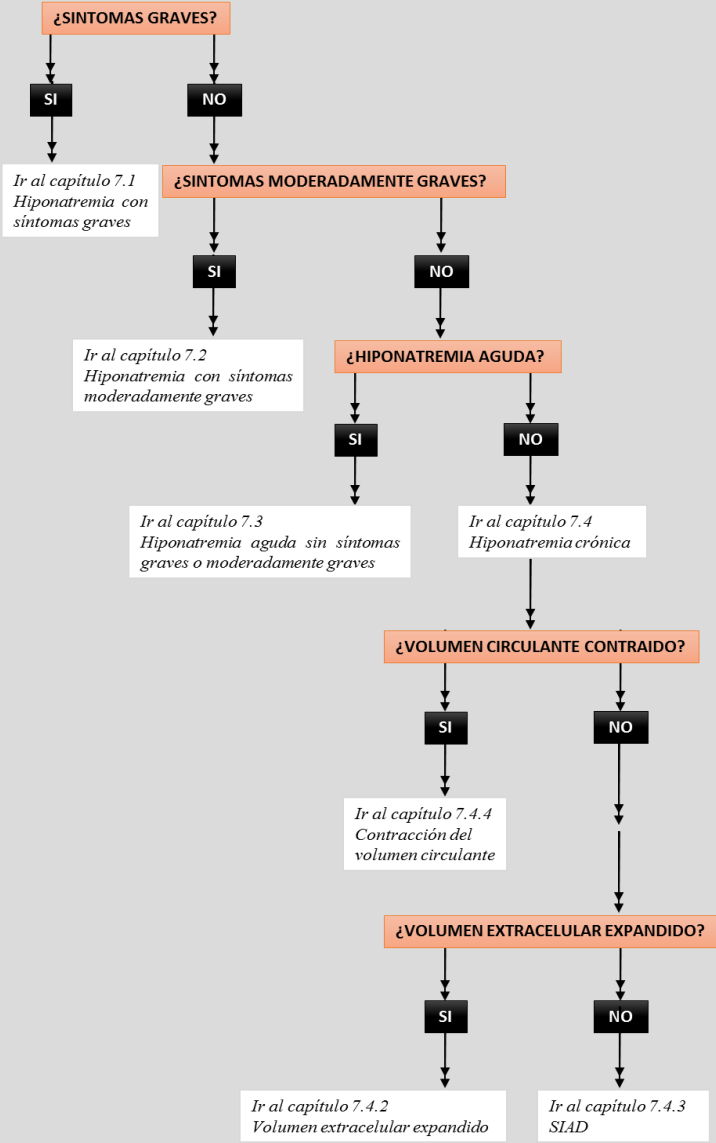 ¿SINTOMAS GRAVES?
SI
NO
Ir al capítulo 7.1
Hiponatremia con
síntomas graves
¿SINTOMAS MODERADAMENTE GRAVES?
SI
NO
Ir al capítulo 7.2
Hiponatremia con síntomas
moderadamente graves
¿HIPONATREMIA AGUDA?
SI
NO
Ir al capítulo 7.3
Hiponatremia aguda sin síntomas
graves o moderadamente graves
Ir al capítulo 7.4
Hiponatremia crónica
¿VOLUMEN CIRCULANTE CONTRAIDO?
SI
NO
Ir al capítulo 7.4.4
Contracción del
volumen circulante
¿VOLUMEN EXTRACELULAR EXPANDIDO?
SI
NO
Ir al capítulo 7.4.2
Volumen extracelular expandido
Ir al capítulo 7.4.3
SIAD